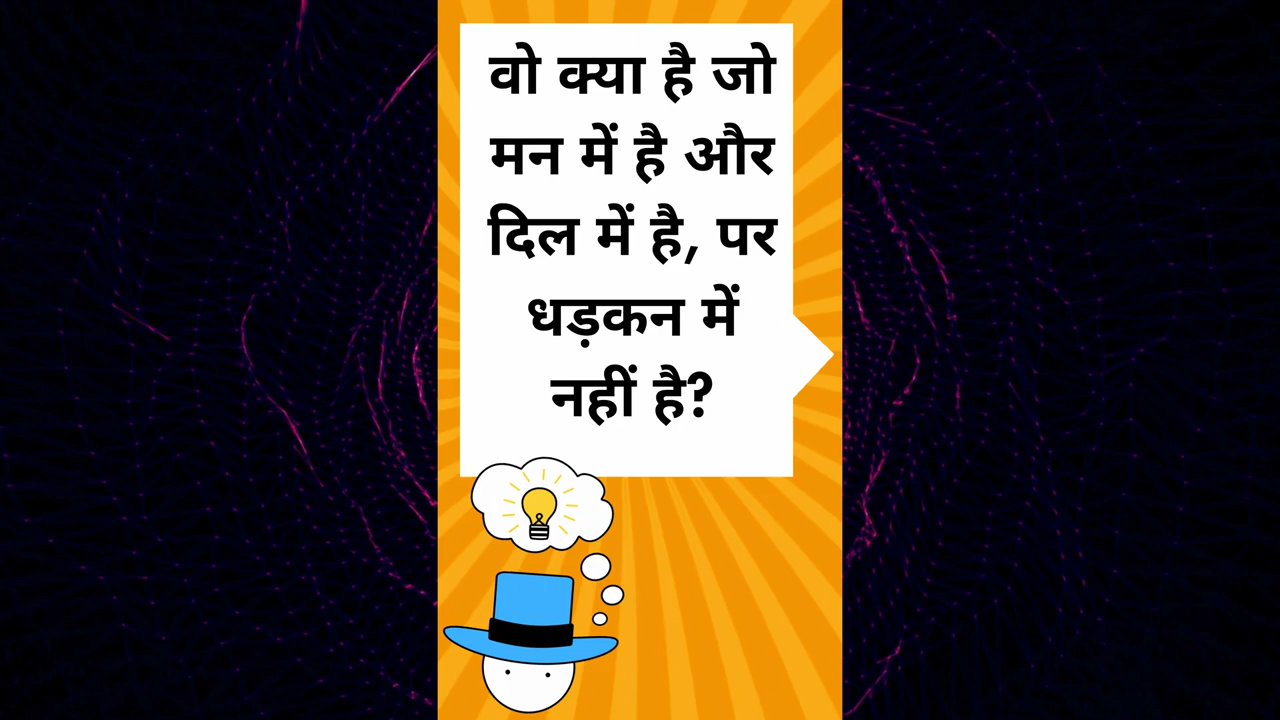 वो क्या है जो
मन में है और
दिल में है, पर
धड़कन में
नहीं है?